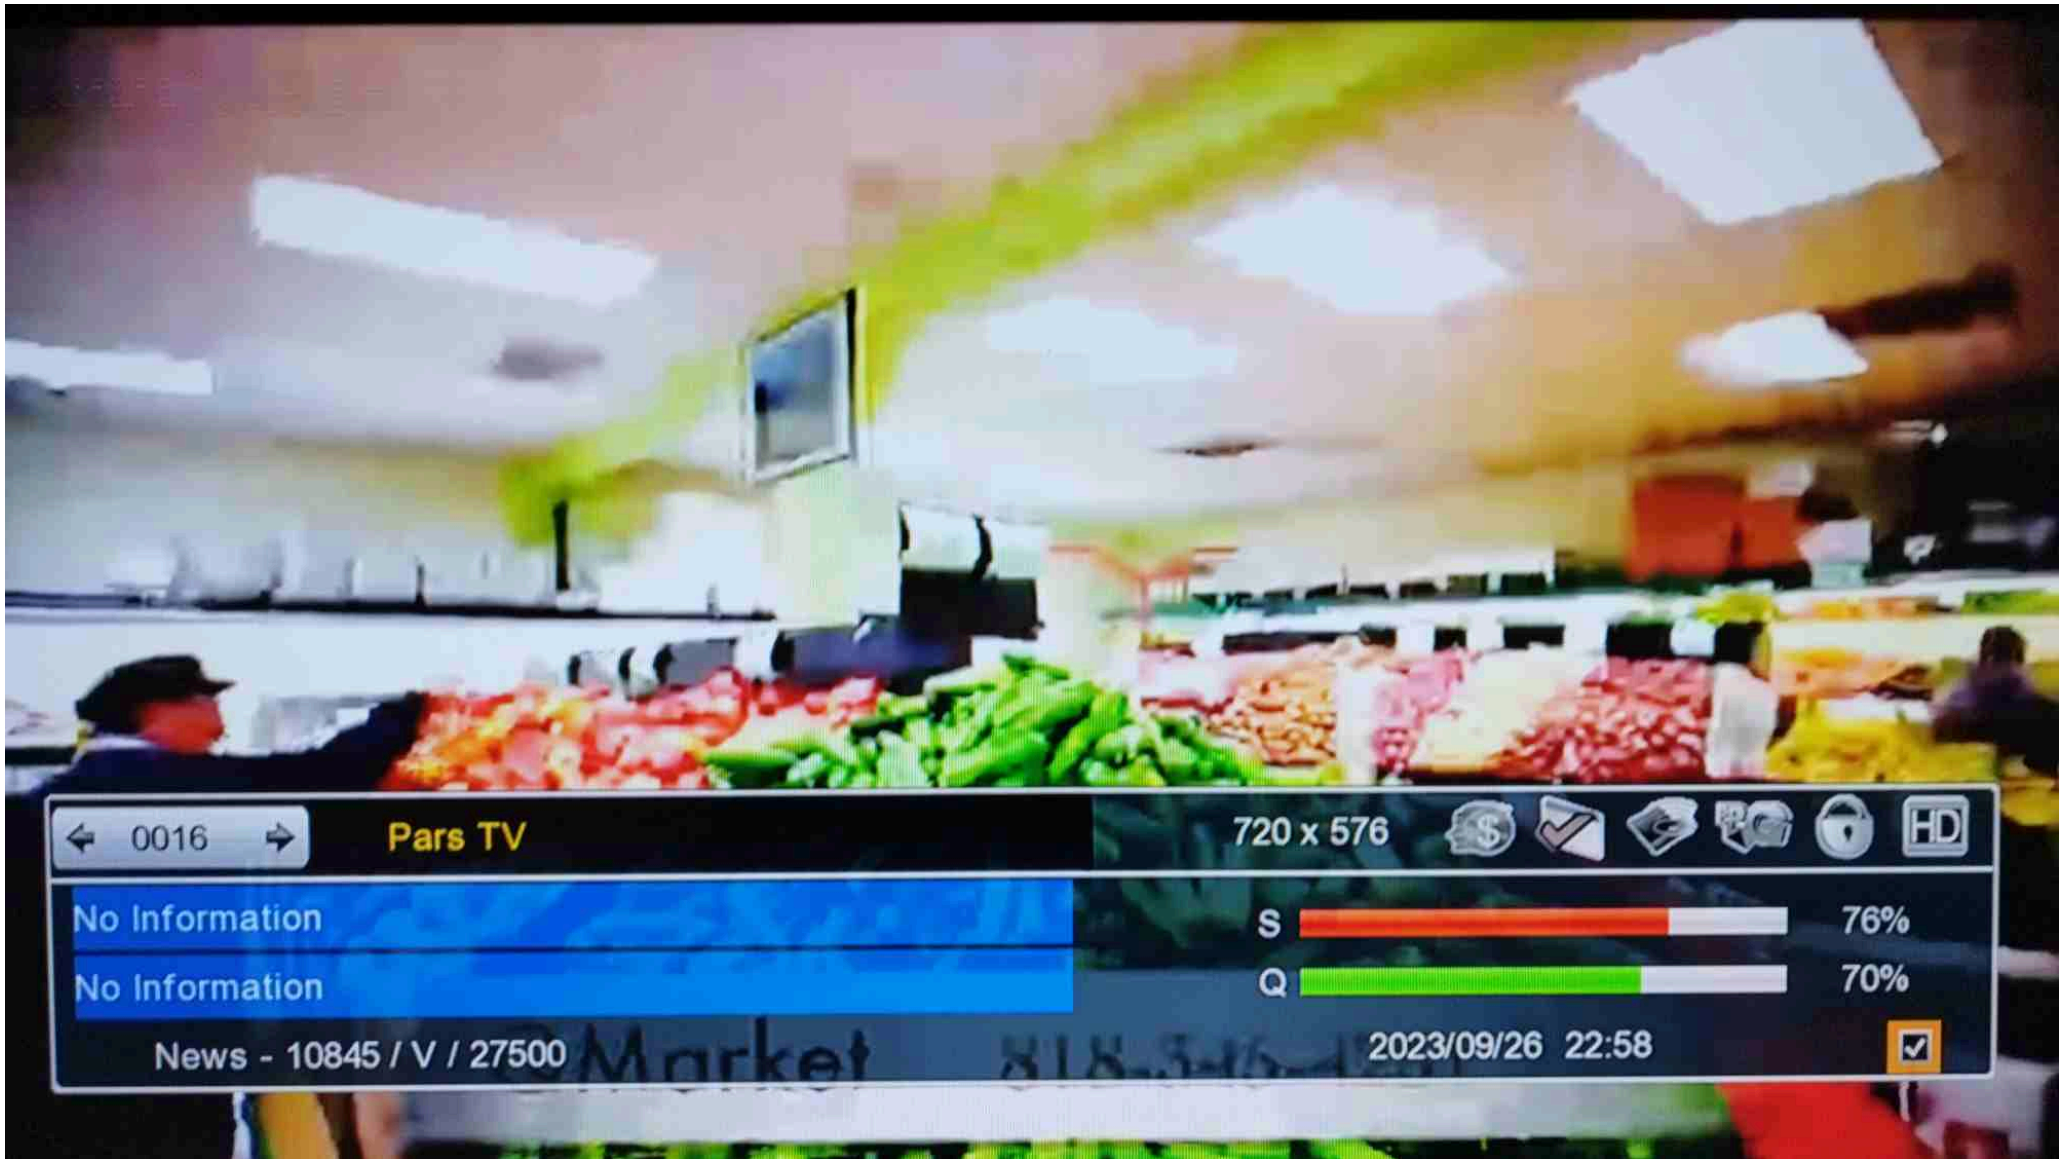 0016
Pars TV
720 x 576
HD
No Information
S
76%
No Information
Q
70%
News - 10845 / V / 27500
2023/09/26 22:58
Market